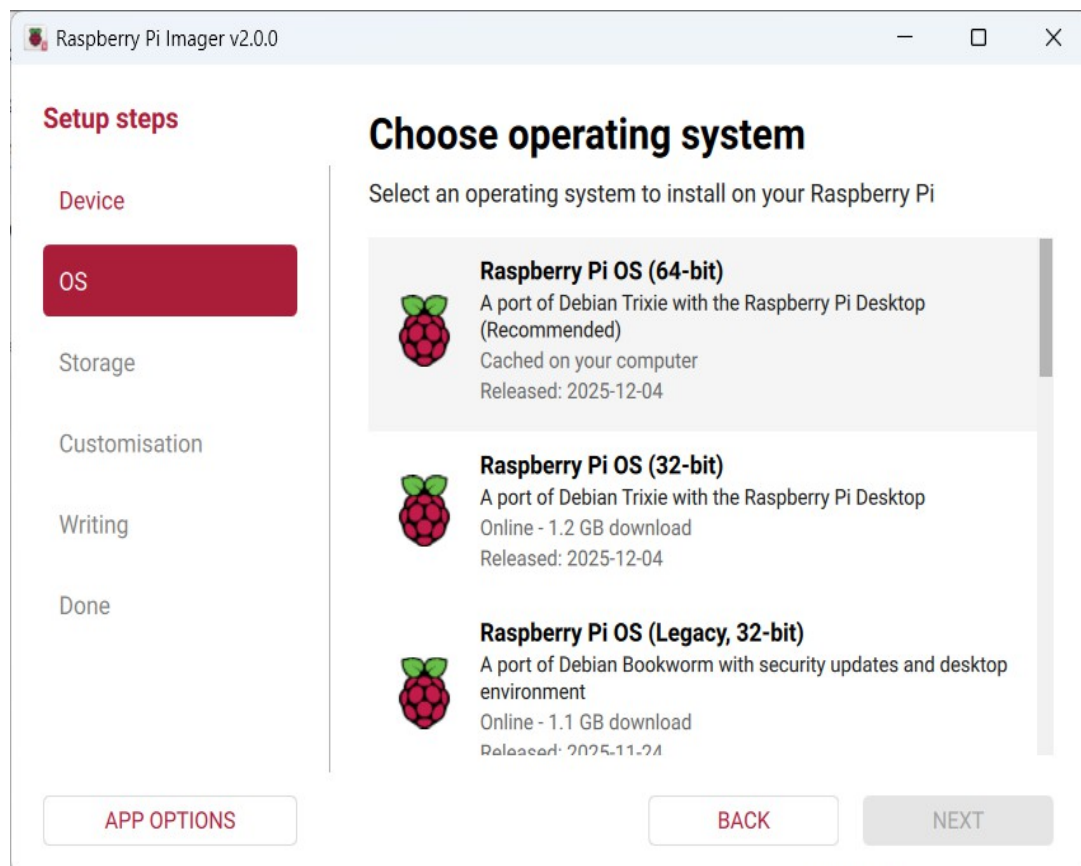 Raspberry Pi Imager v2.0.0
Setup steps
Device
OS
Storage
Customisation
Writing
Done
APP OPTIONS
Choose operating system
Select an operating system to install on your Raspberry Pi
Raspberry Pi OS (64-bit)
A port of Debian Trixie with the Raspberry Pi Desktop
(Recommended)
Cached on your computer
Released: 2025-12-04
Raspberry Pi OS (32-bit)
A port of Debian Trixie with the Raspberry Pi Desktop
Online - 1.2 GB download
Released: 2025-12-04
Raspberry Pi OS (Legacy, 32-bit)
A port of Debian Bookworm with security updates and desktop
environment
Online - 1.1 GB download
Released: 2025-11-24
BACK
NEXT